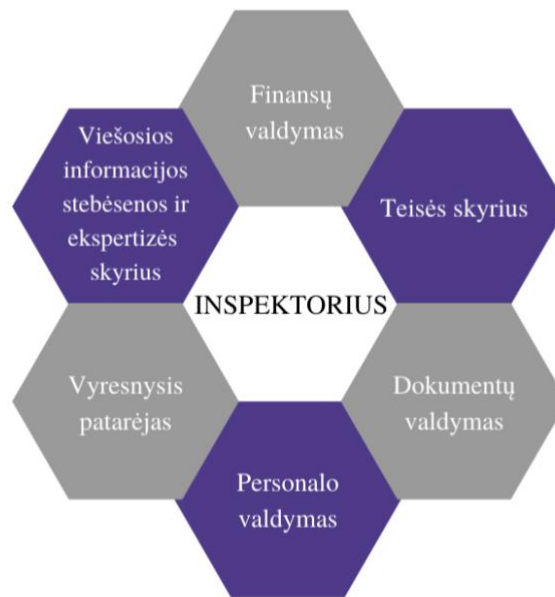 Finansų
valdymas
Viešosios
informacijos
stebėsenos ir
ekspertizės
skyrius
Teisės skyrius
INSPEKTORIUS
Vyresnysis
patarėjas
Dokumentų
valdymas
Personalo
valdymas